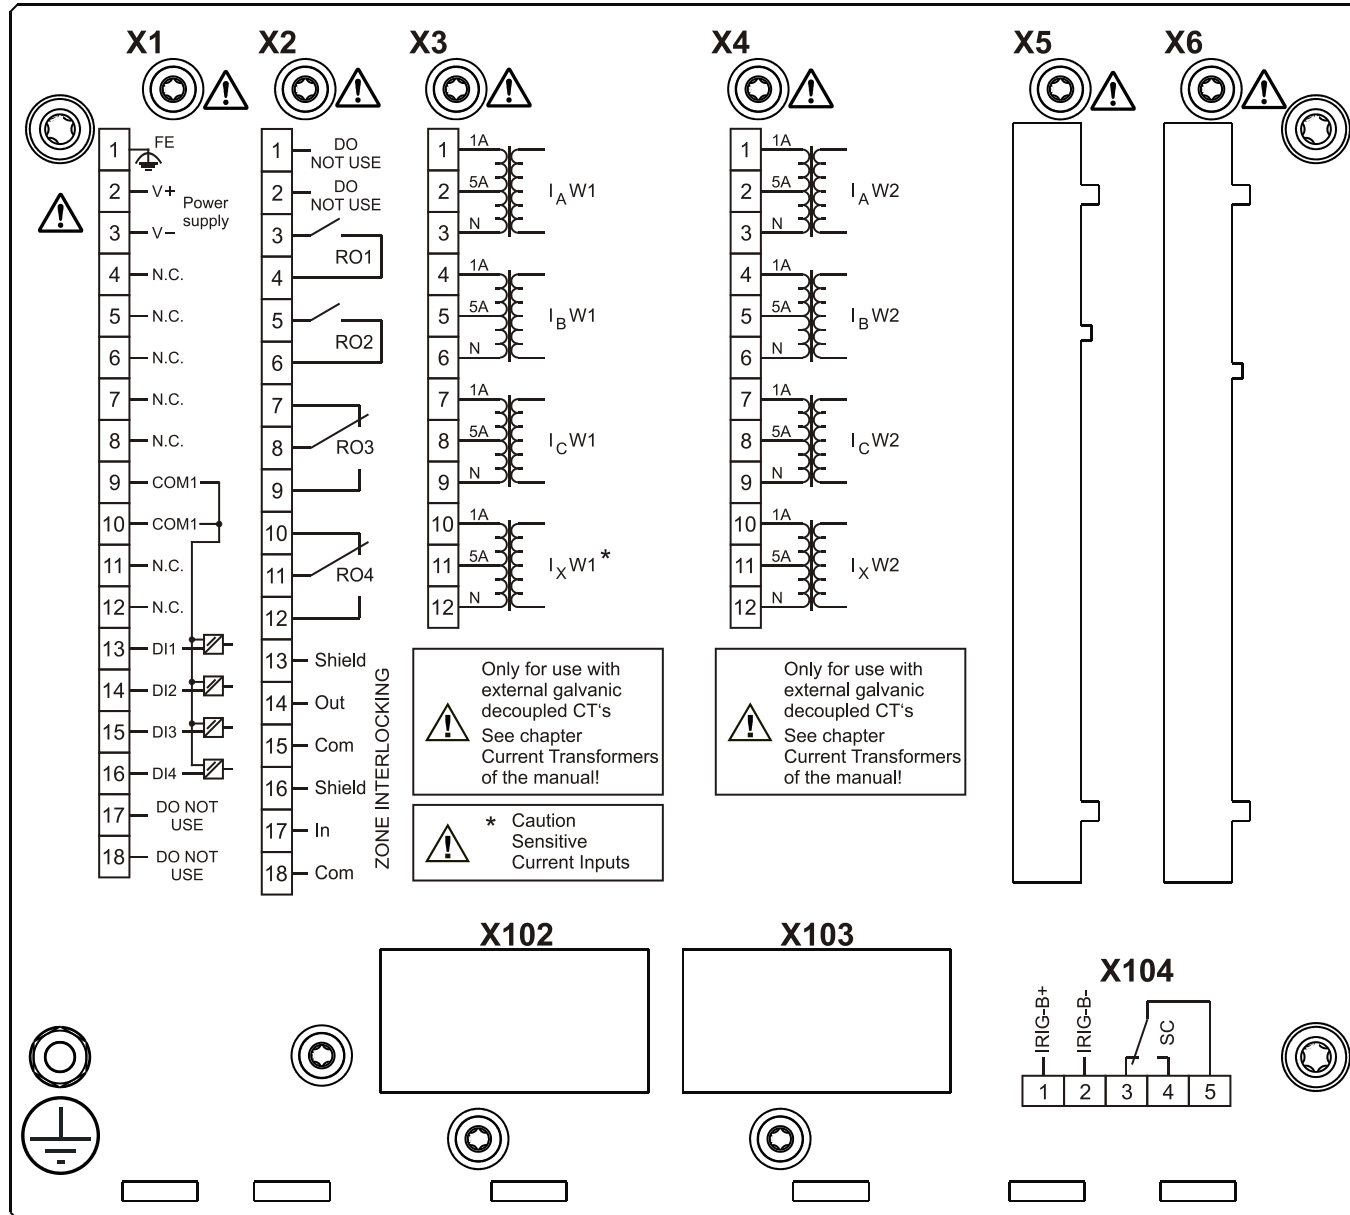 X1
X2
X3
X4
X5
X6
1 FE
2 V+
Power
supply
3 V-
4 N.C.
5 N.C.
6 N.C.
7 N.C.
8 N.C.
9 COM1
10 COM1
11 N.C.
12 N.C.
13 DI1
14 DI2
15 DI3
16 DI4
17 DO NOT
USE
18 DO NOT
USE
1 DO
NOT USE
2 DO
NOT USE
3
RO1
4
5
RO2
6
7
8 RO3
9
10
11 RO4
12
13 Shield
14 Out
15 Com
16 Shield
17 In
18 Com
ZONE INTERLOCKING
1 1A
2 5A IA W1
3 N
4 1A
5 5A IB W1
6 N
7 1A
8 5A IC W1
9 N
10 1A
11 5A IX W1 *
12 N
Only for use with
external galvanic
decoupled CT's
See chapter
Current Transformers
of the manual!
* Caution
Sensitive
Current Inputs
1 1A
2 5A IA W2
3 N
4 1A
5 5A IB W2
6 N
7 1A
8 5A IC W2
9 N
10 1A
11 5A IX W2
12 N
Only for use with
external galvanic
decoupled CT's
See chapter
Current Transformers
of the manual!
X102
X103
X104
IRIG-B+
IRIG-B-
SC
1 2 3 4 5